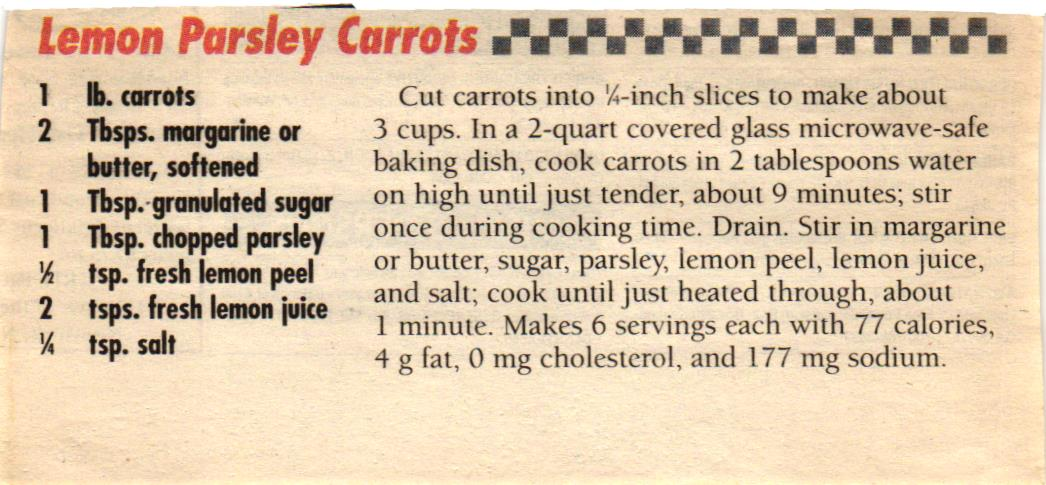 Lemon Parsley Carrots
1 lb. carrots
2 Tbsps. margarine or
butter, softened
1 Tbsp. granulated sugar
1 Tbsp. chopped parsley
½ tsp. fresh lemon peel
2 tsps. fresh lemon juice
¼ tsp. salt
Cut carrots into ¼-inch slices to make about
3 cups. In a 2-quart covered glass microwave-safe
baking dish, cook carrots in 2 tablespoons water
on high until just tender, about 9 minutes; stir
once during cooking time. Drain. Stir in margarine
or butter, sugar, parsley, lemon peel, lemon juice,
and salt; cook until just heated through, about
1 minute. Makes 6 servings each with 77 calories,
4 g fat, 0 mg cholesterol, and 177 mg sodium.